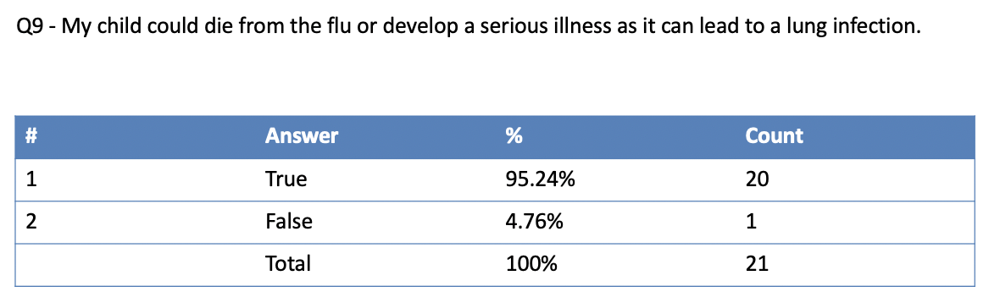 Q9 - My child could die from the flu or develop a serious illness as it can lead to a lung infection.
# Answer % Count
1 True 95.24% 20
2 False 4.76% 1
Total 100% 21